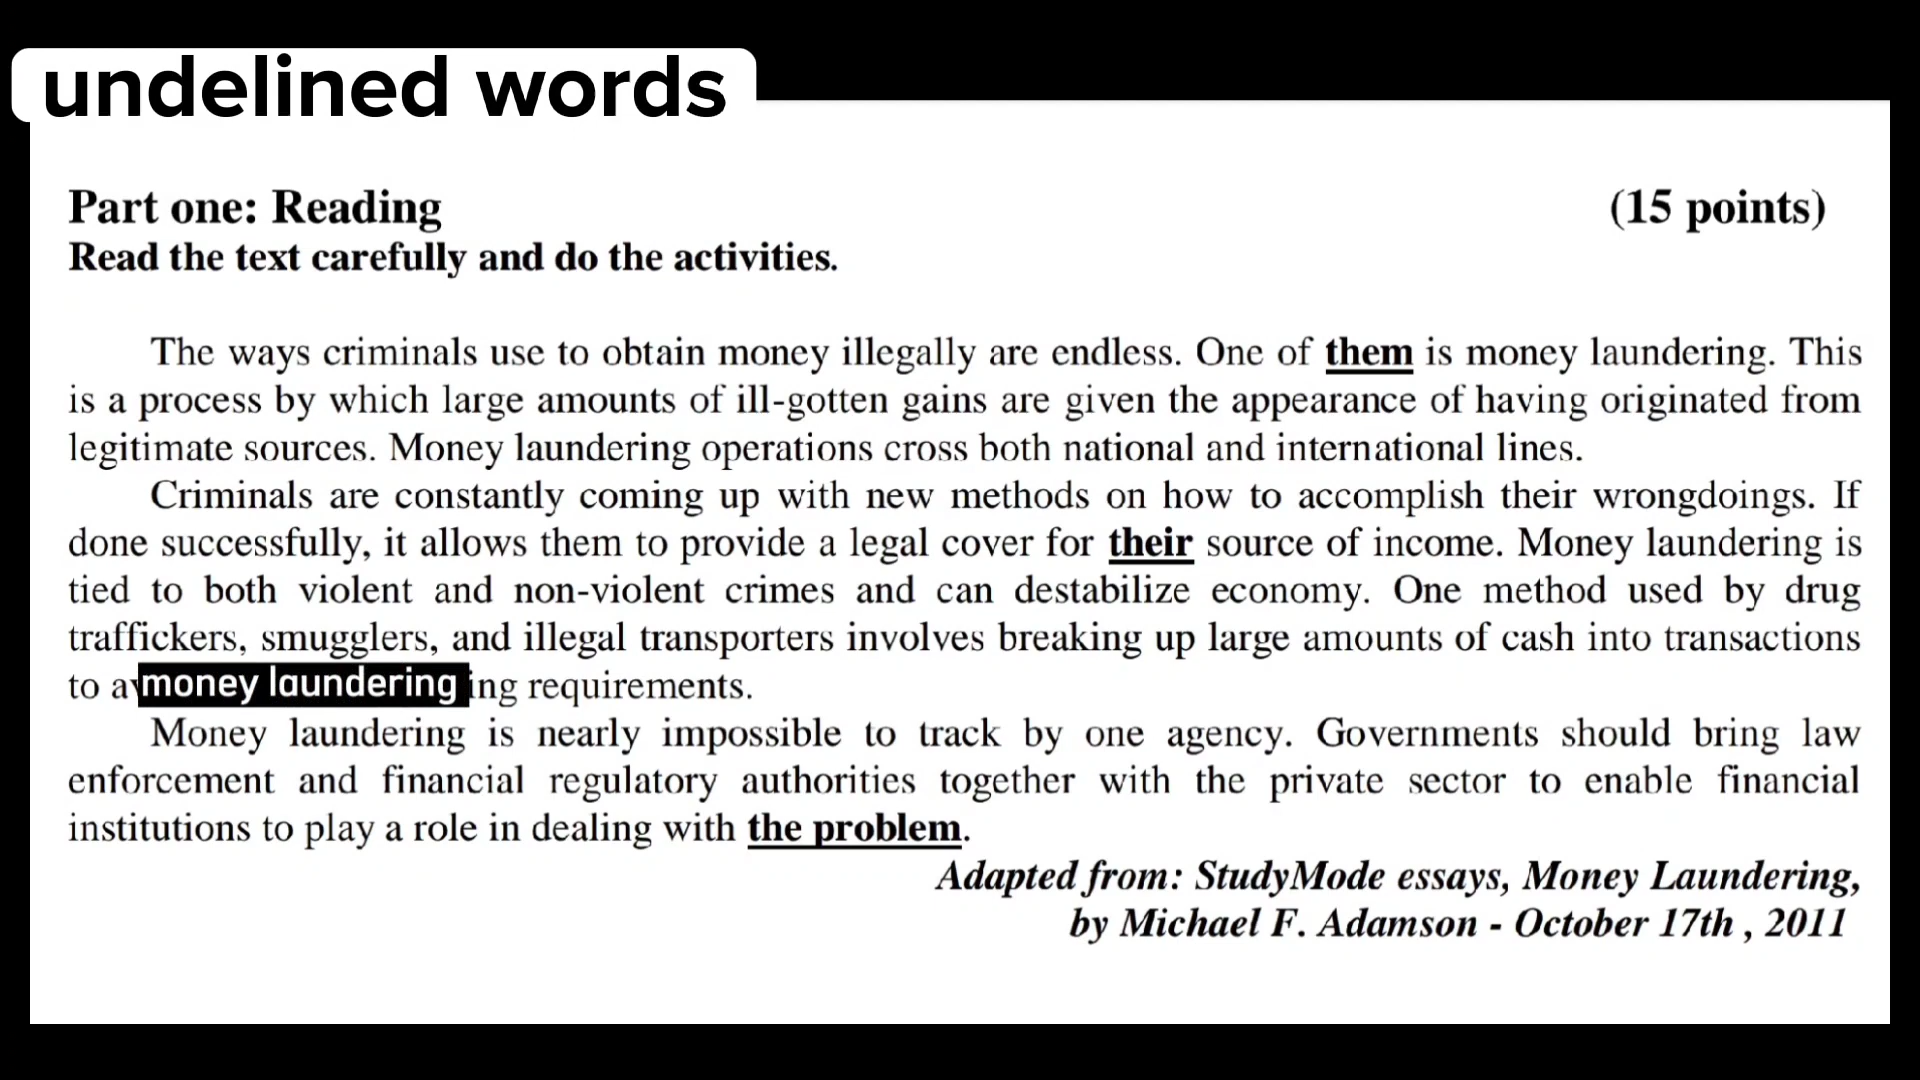 undelined words
Part one: Reading (15 points)
Read the text carefully and do the activities.
The ways criminals use to obtain money illegally are endless. One of them is money laundering. This
is a process by which large amounts of ill-gotten gains are given the appearance of having originated from
legitimate sources. Money laundering operations cross both national and international lines.
Criminals are constantly coming up with new methods on how to accomplish their wrongdoings. If
done successfully, it allows them to provide a legal cover for their source of income. Money laundering is
tied to both violent and non-violent crimes and can destabilize economy. One method used by drug
traffickers, smugglers, and illegal transporters involves breaking up large amounts of cash into transactions
to money laundering requirements.
Money laundering is nearly impossible to track by one agency. Governments should bring law
enforcement and financial regulatory authorities together with the private sector to enable financial
institutions to play a role in dealing with the problem.
Adapted from: StudyMode essays, Money Laundering,
by Michael F. Adamson - October 17th , 2011